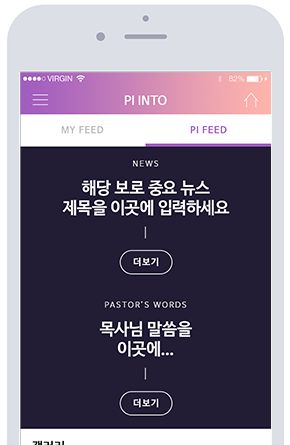 VIRGIN 82%
PI INTO
MY FEED PI FEED
NEWS
해당 보로 중요 뉴스
제목을 이곳에 입력하세요
더보기
PASTOR'S WORDS
목사님 말씀을
이곳에...
더보기